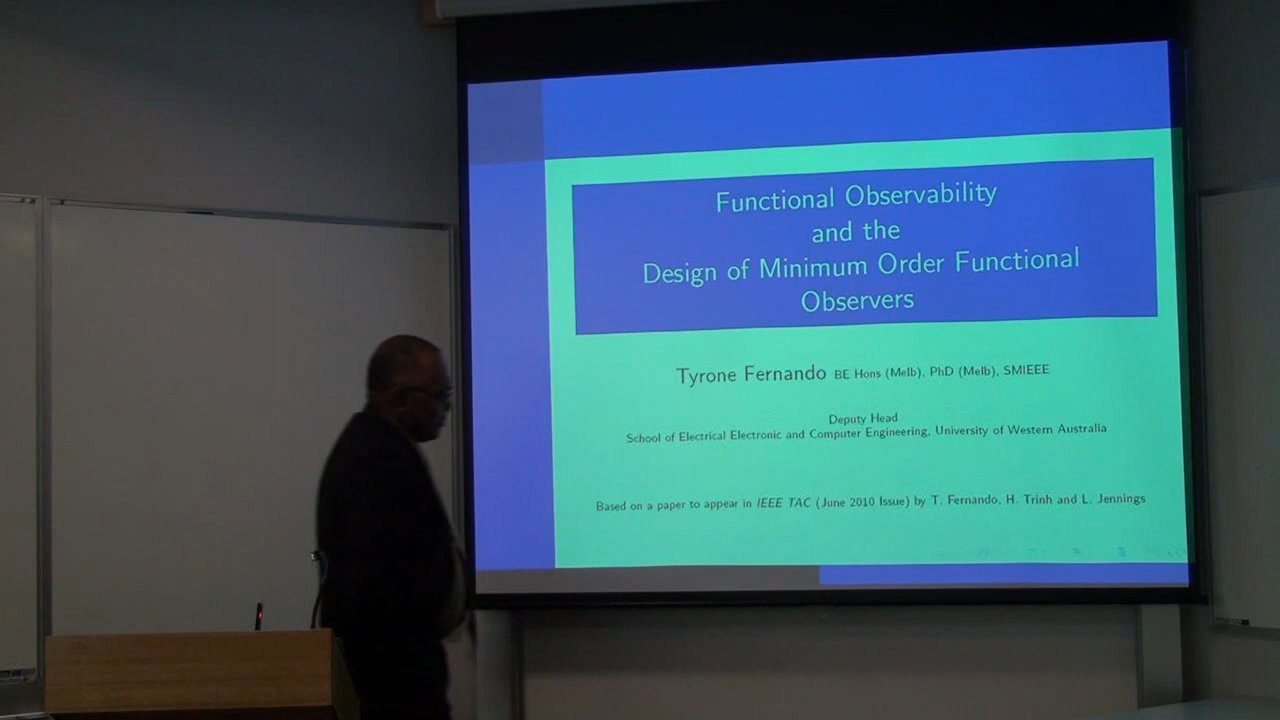 Functional Observability
and the
Design of Minimum Order Functional
Observers
Tyrone Fernando BE Hons (Melb), PhD (Melb), SMIEEE
Deputy Head
School of Electrical Electronic and Computer Engineering, University of Western Australia
Based on a paper to appear in IEEE TAC (June 2010 Issue) by T. Fernando, H. Trinh and L. Jennings